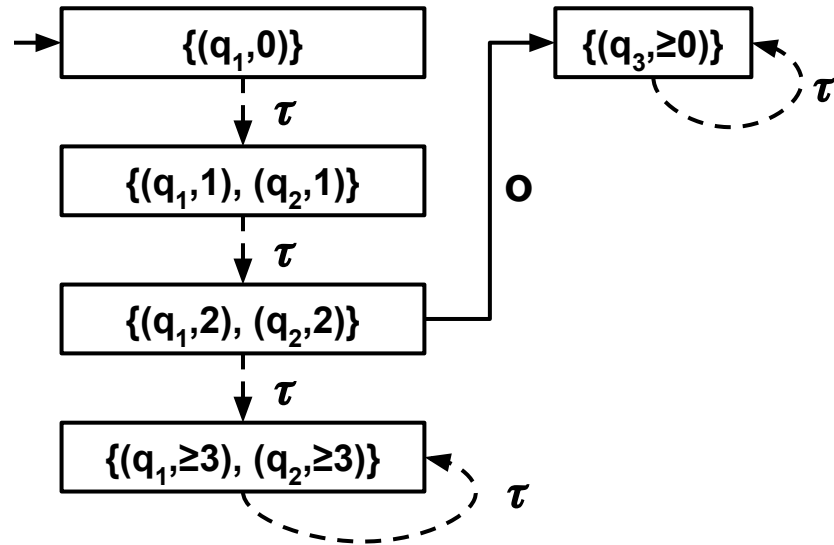 {(q₁,0)}
{(q₃,≥0)}
τ
τ
{(q₁,1), (q₂,1)}
o
τ
{(q₁,2), (q₂,2)}
τ
{(q₁,≥3), (q₂,≥3)}
τ